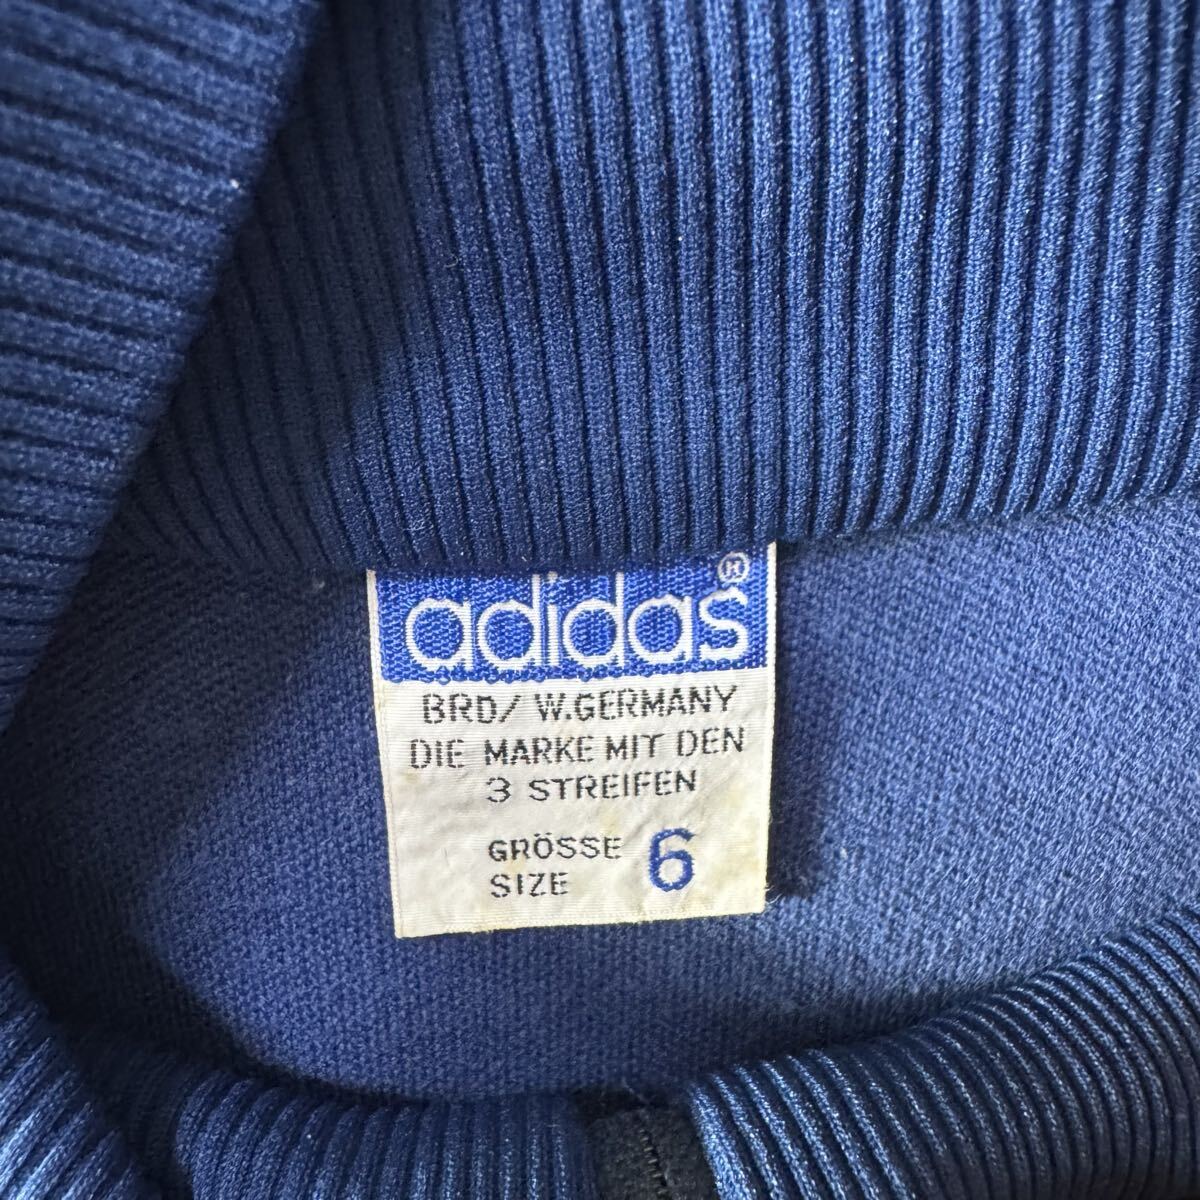 adidas®
BRD/ W.GERMANY
DIE MARKE MIT DEN
3 STREIFEN
GRÖSSE 6
SIZE